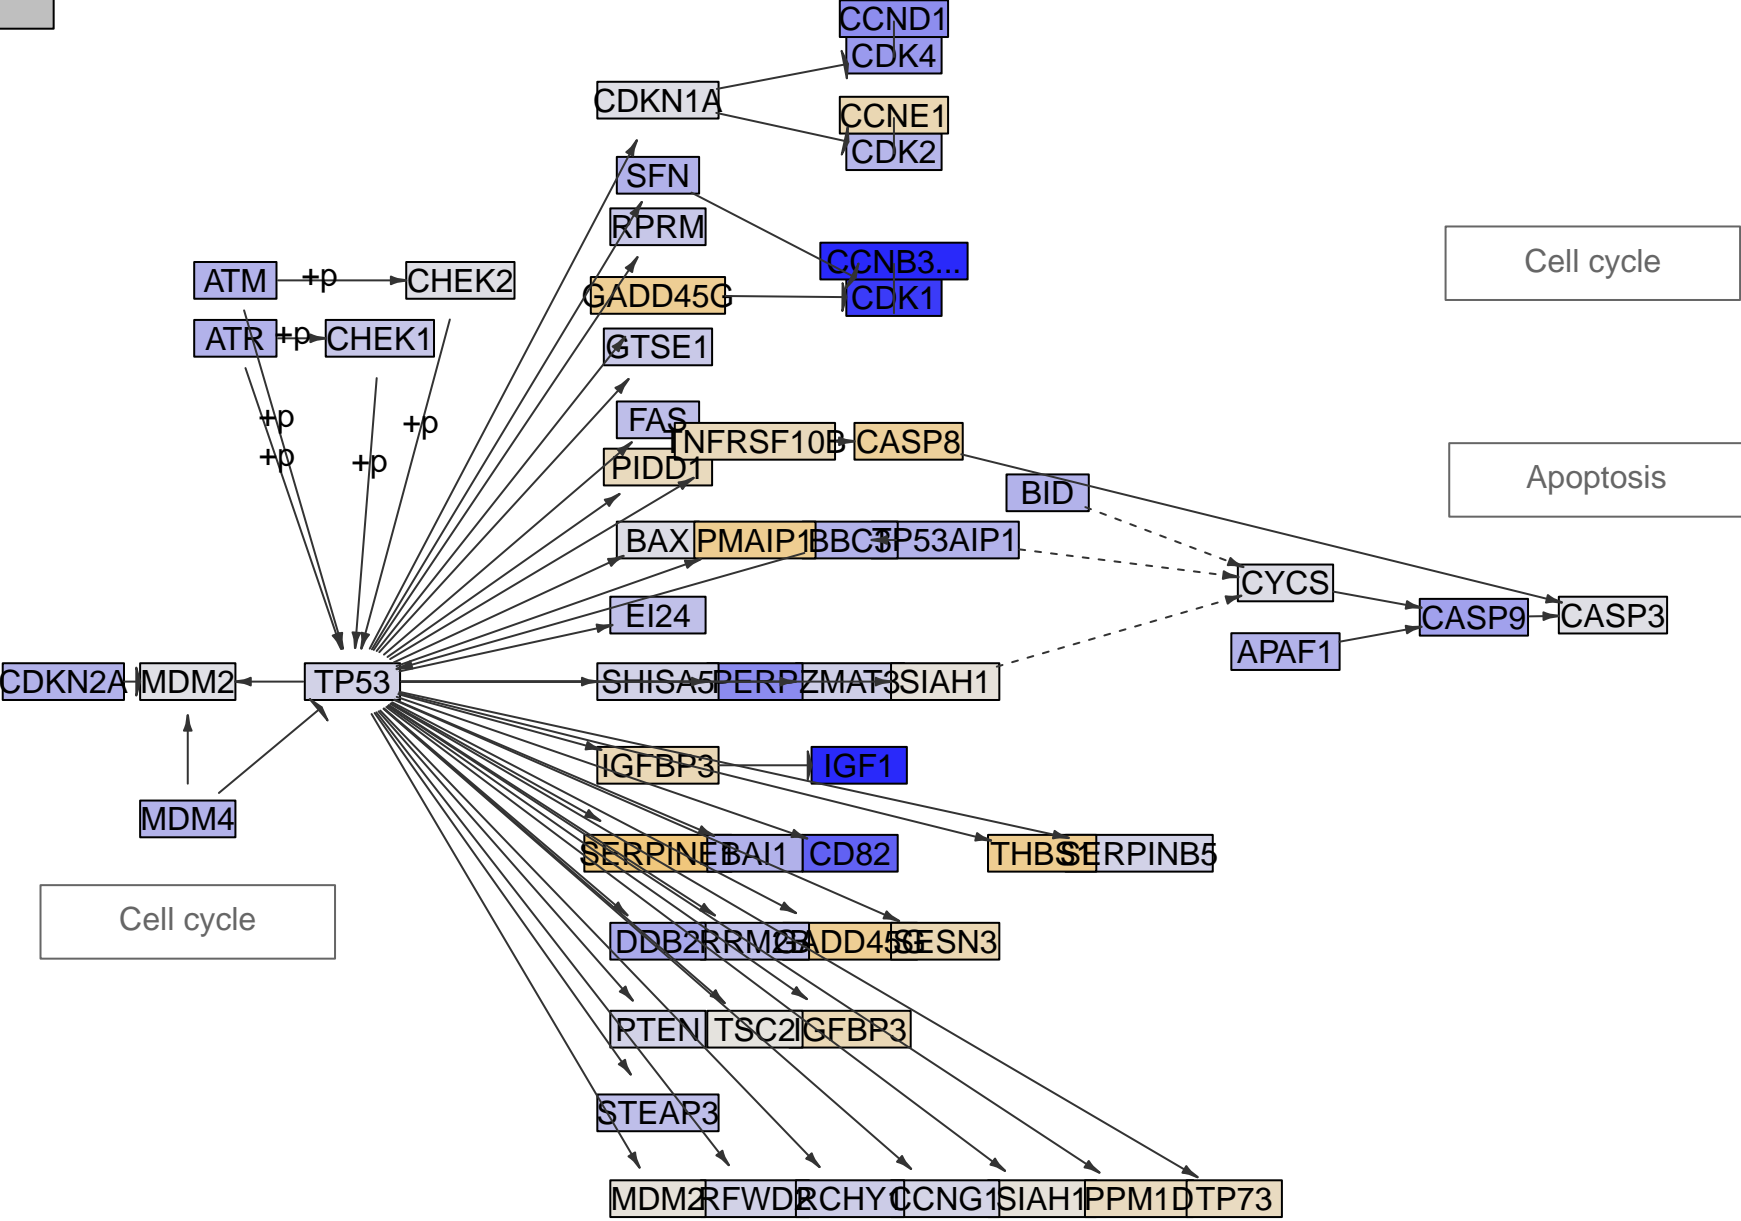 CCND1
CDK4
CDKN1A
CCNE1
CDK2
SFN
RPRM
CCNB3...
Cell cycle
ATM
+p
CHEK2
GADD45G
CDK1
ATR
+p
CHEK1
GTSE1
+p
+p
FAS
TNFRSF10B
CASP8
+p
+p
PIDD1
BID
Apoptosis
BAX
PMAIP1
BBC3
TP53AIP1
CYCS
EI24
CASP9
CASP3
APAF1
CDKN2A
MDM2
TP53
SHISA5
PERP
ZMAT3
SIAH1
IGFBP3
IGF1
MDM4
SERPINE1
BAI1
CD82
THBS1
SERPINB5
Cell cycle
DDB2
RRM2B
GADD45G
SESN3
PTEN
TSC2
IGFBP3
STEAP3
MDM2
RFWD2
RCHY1
CCNG1
SIAH1
PPM1D
TP73